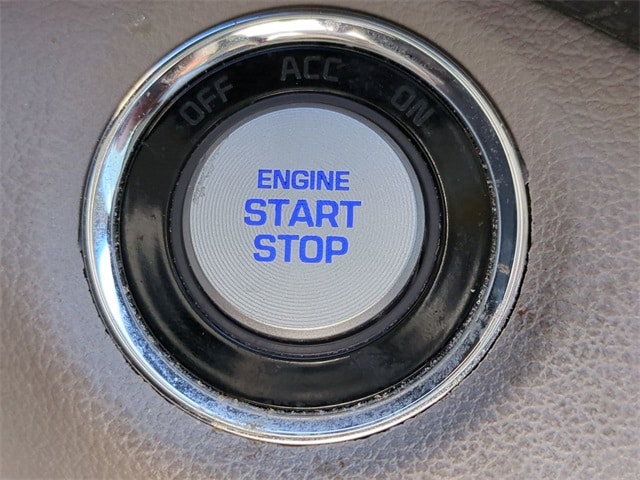 OFF ACC ON
ENGINE
START
STOP